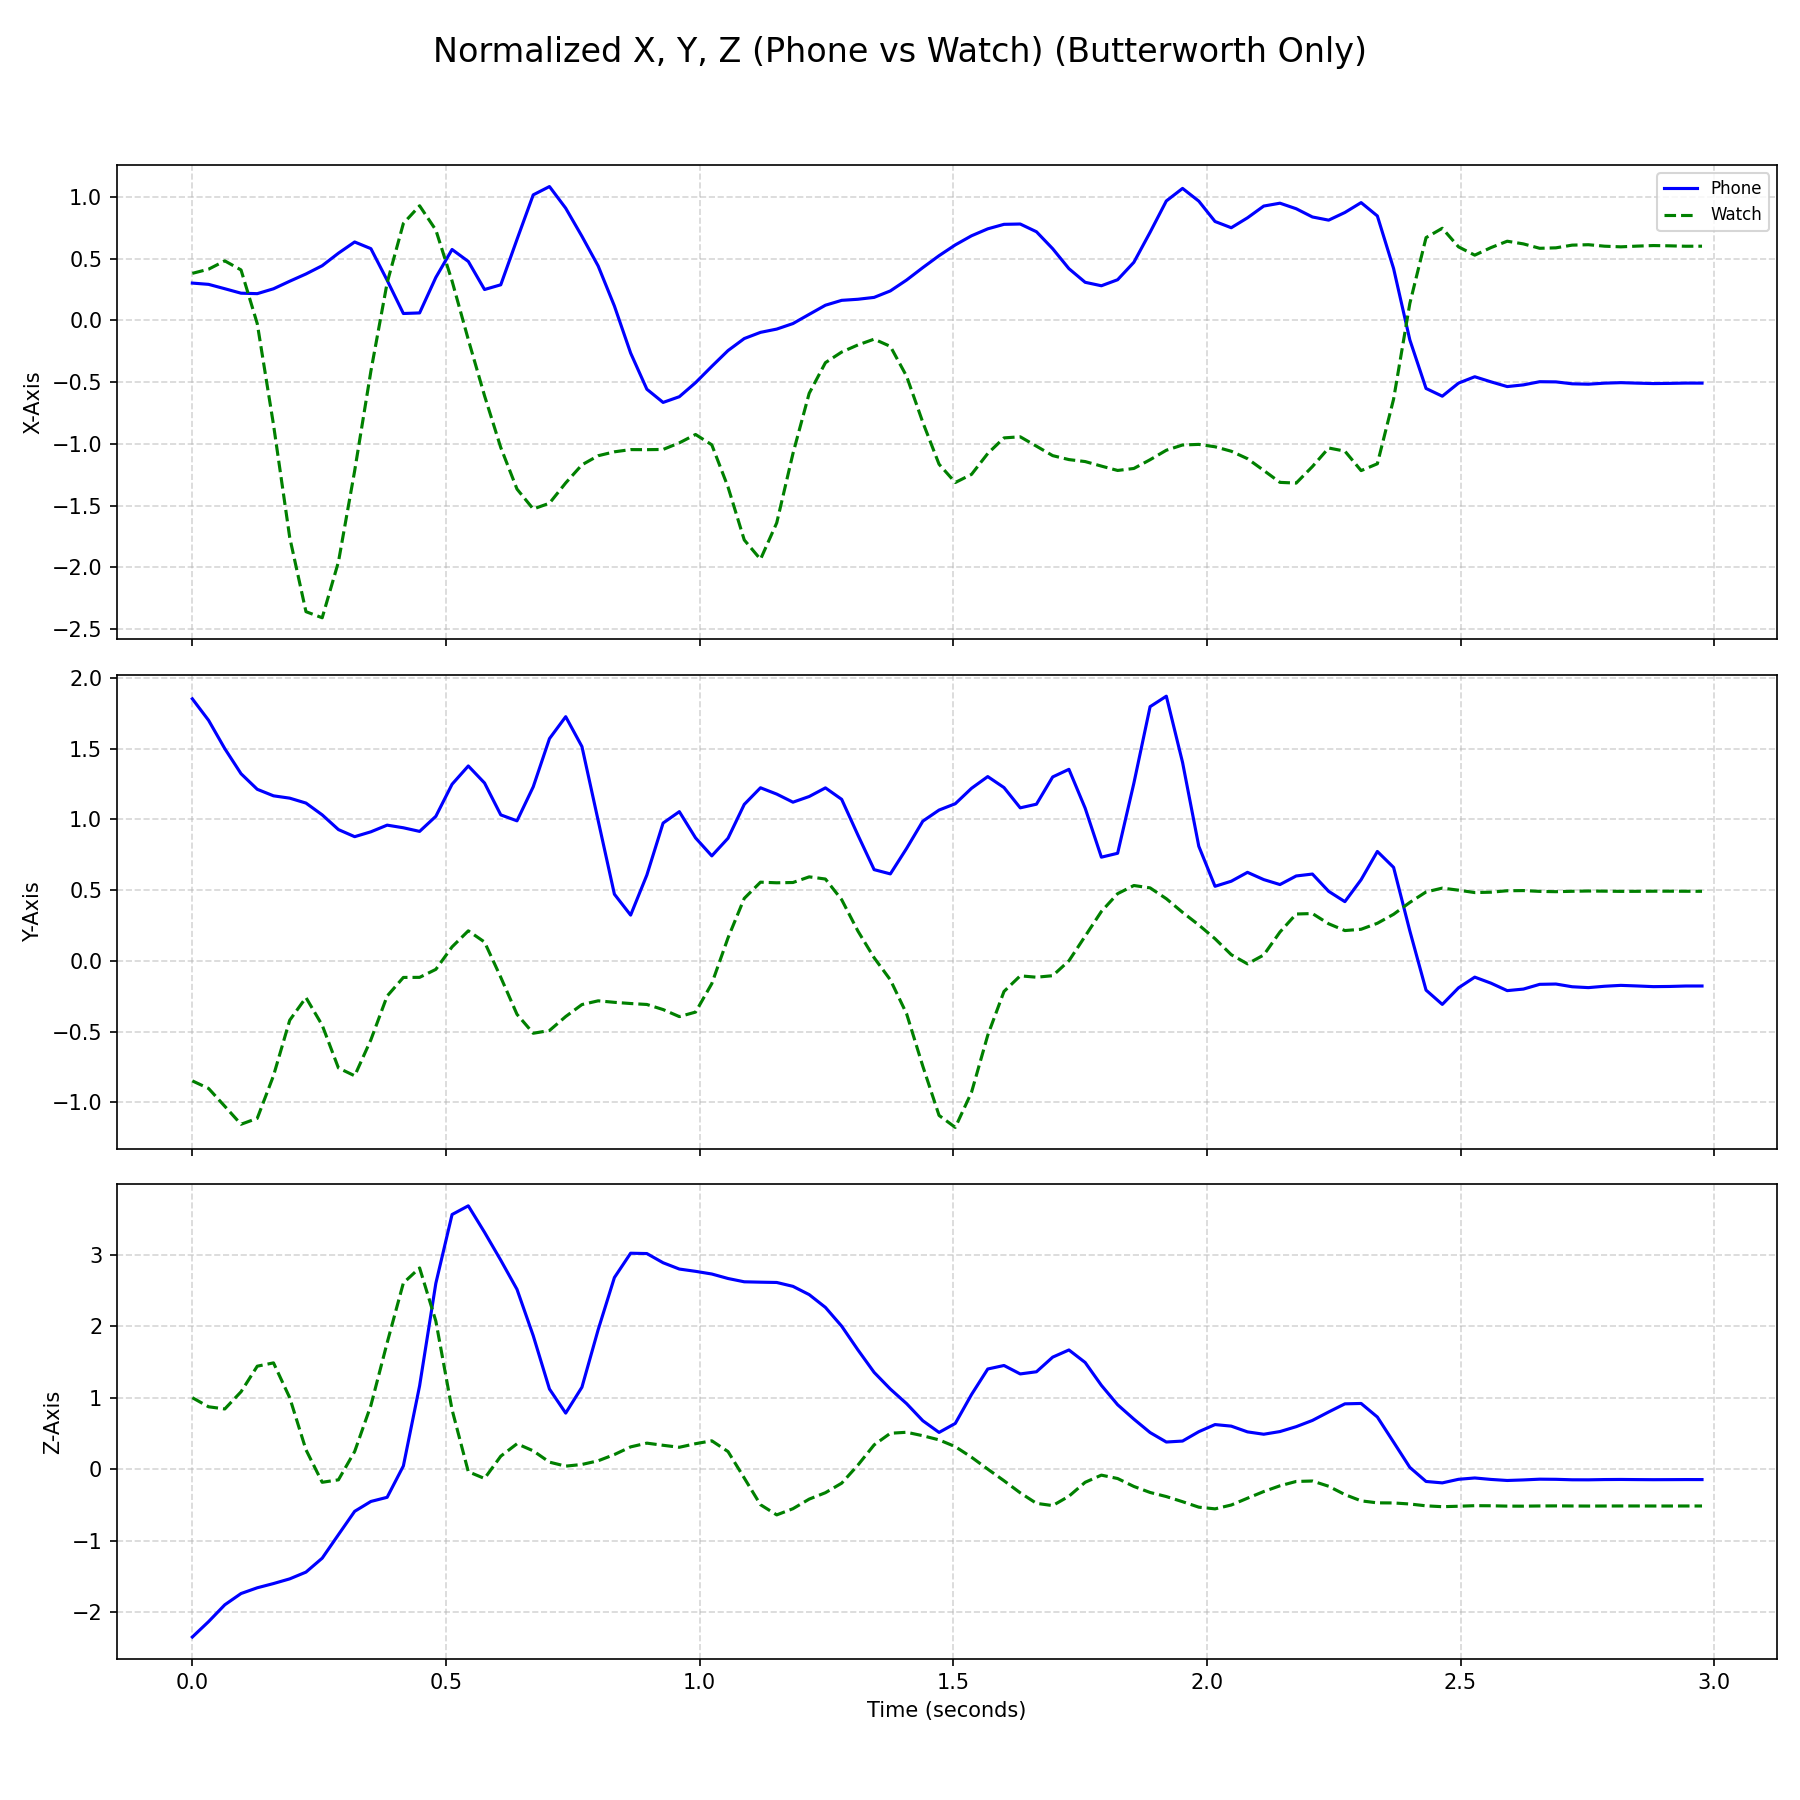 Normalized X, Y, Z (Phone vs Watch) (Butterworth Only)
Phone
Watch
1.0
0.5
0.0
−0.5
−1.0
−1.5
−2.0
−2.5
X-Axis
2.0
1.5
1.0
0.5
0.0
−0.5
−1.0
Y-Axis
3
2
1
0
−1
−2
Z-Axis
0.0 0.5 1.0 1.5 2.0 2.5 3.0
Time (seconds)